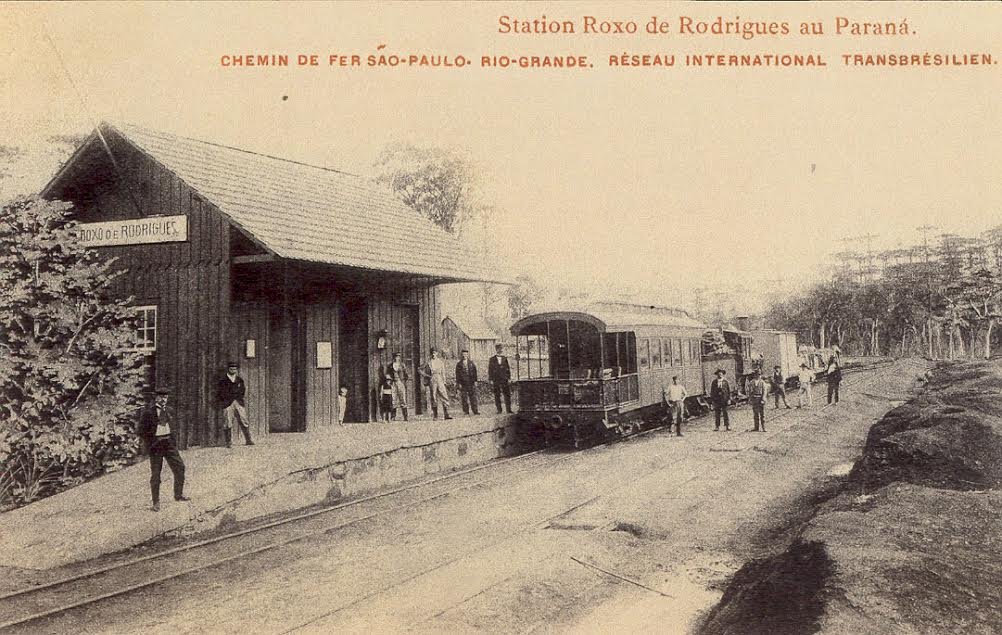 Station Roxo de Rodrigues au Paraná.
CHEMIN DE FER SÃO-PAULO. RIO-GRANDE. RÉSEAU INTERNATIONAL TRANSBRÉSILIEN.
ROXO DE RODRIGUES